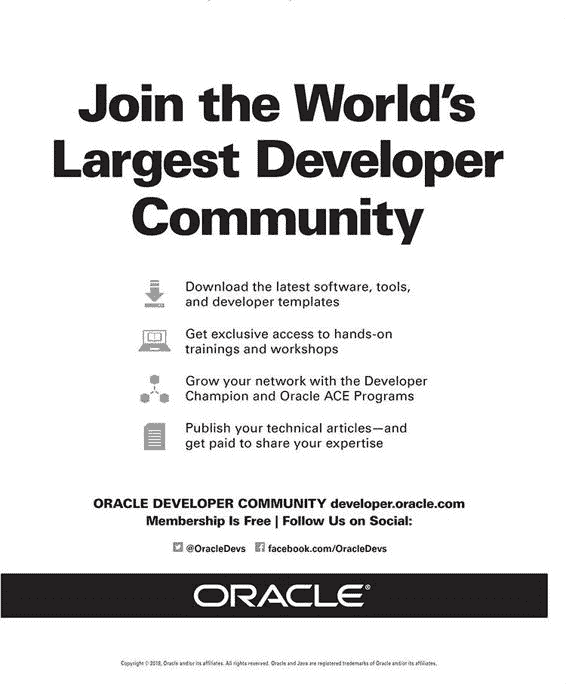 Join the World's
Largest Developer
Community
Download the latest software, tools,
and developer templates
Get exclusive access to hands-on
trainings and workshops
Grow your network with the Developer
Champion and Oracle ACE Programs
Publish your technical articles—and
get paid to share your expertise
ORACLE DEVELOPER COMMUNITY developer.oracle.com
Membership Is Free | Follow Us on Social:
@OracleDevs facebook.com/OracleDevs
ORACLE®
Copyright © 2018, Oracle and/or its affiliates. All rights reserved. Oracle and Java are registered trademarks of Oracle and/or its affiliates.